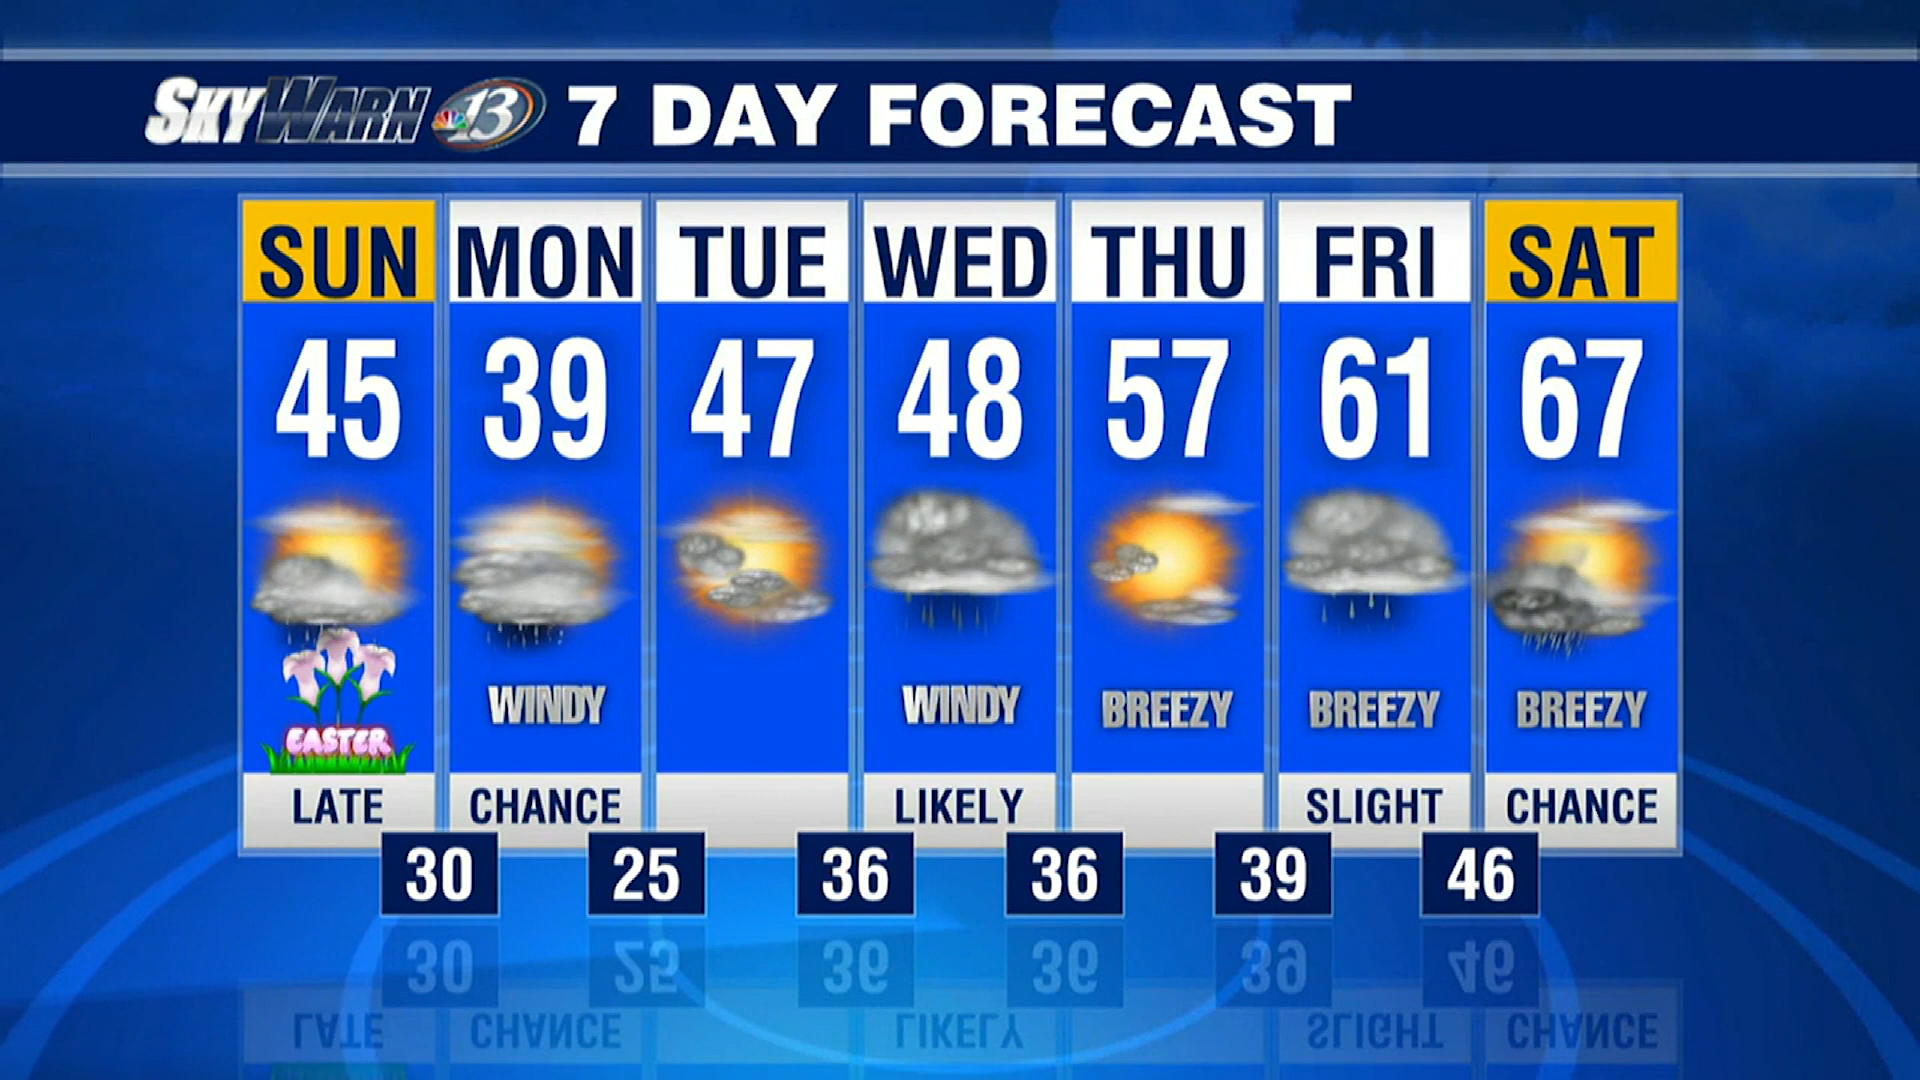 SKYWARN 13 7 DAY FORECAST
SUN MON TUE WED THU FRI SAT
45 39 47 48 57 61 67
WINDY WINDY BREEZY BREEZY BREEZY
EASTER
LATE CHANCE LIKELY SLIGHT CHANCE
30 25 36 36 39 46